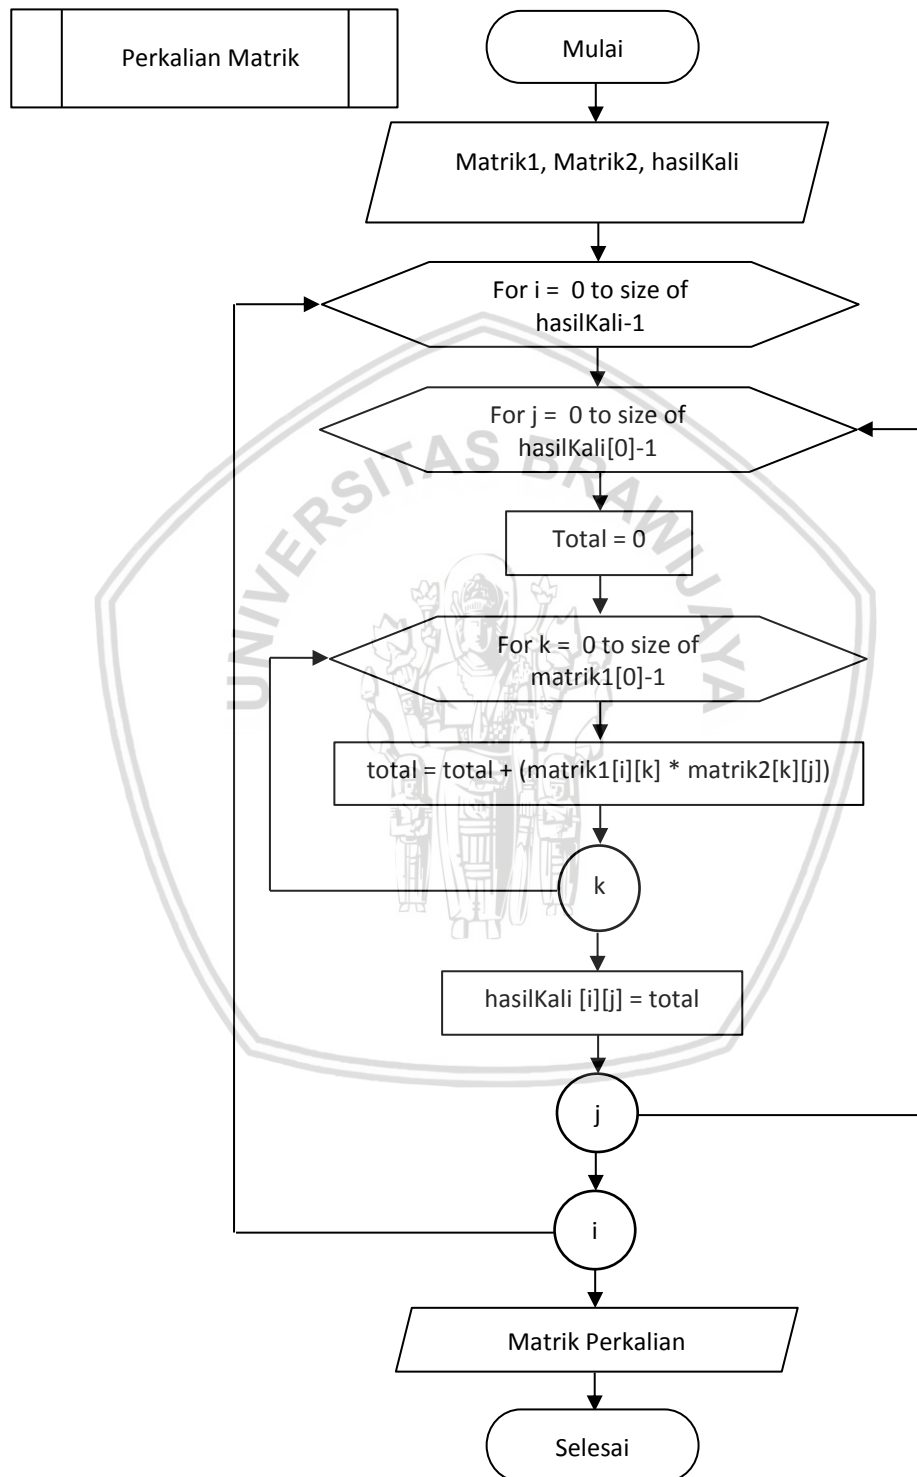 Perkalian Matrik
Mulai
Matrik1, Matrik2, hasilKali
For i = 0 to size of
hasilKali-1
For j = 0 to size of
hasilKali[0]-1
UNIVERSITAS BRAWIJAYA
Total = 0
For k = 0 to size of
matrik1[0]-1
total = total + (matrik1[i][k] * matrik2[k][j])
k
hasilKali [i][j] = total
j
i
Matrik Perkalian
Selesai